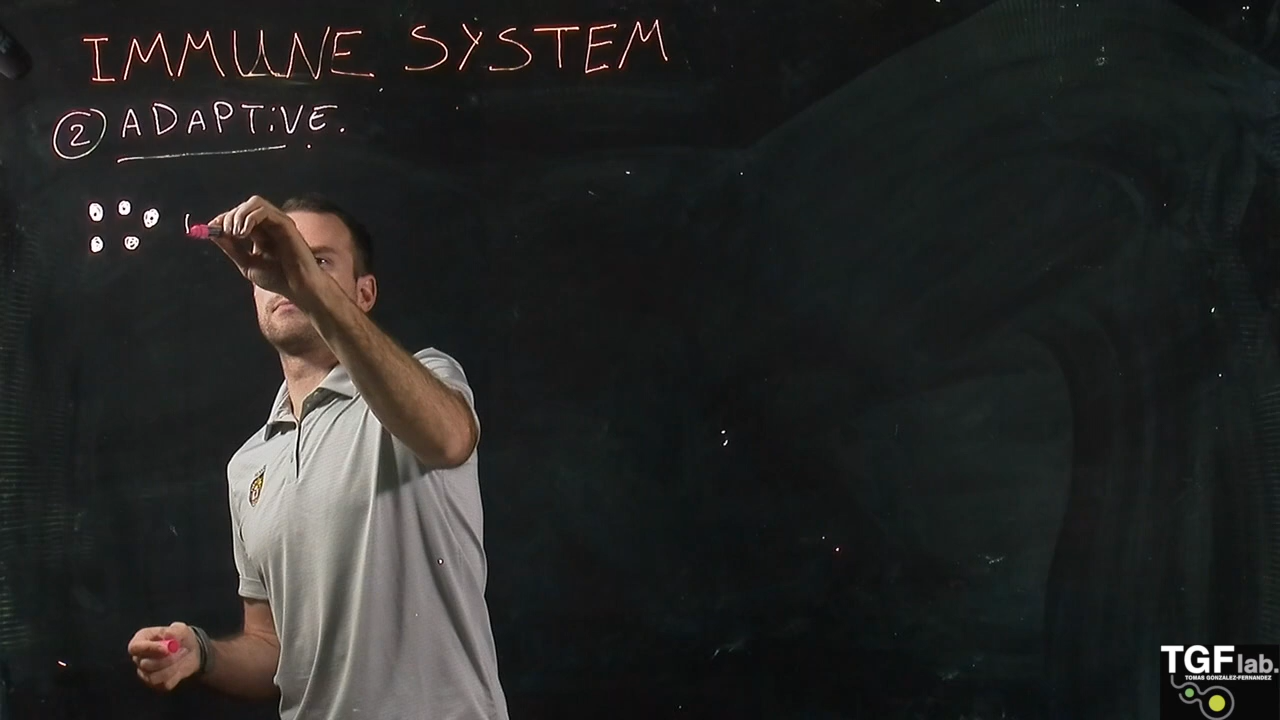 IMMUNE SYSTEM
② ADAPTIVE.
TGF lab.
TOMAS GONZALEZ-FERNANDEZ